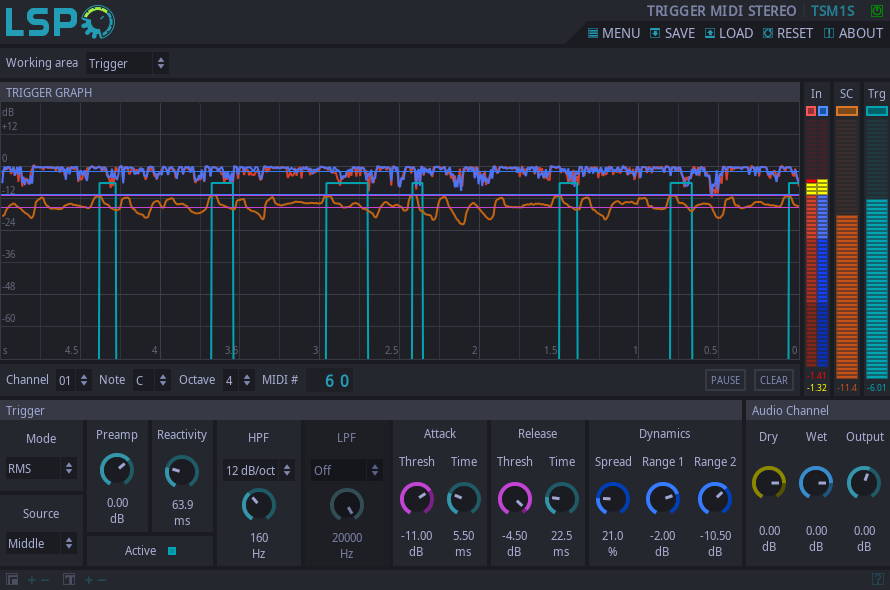 LSP
TRIGGER MIDI STEREO TSM1S
MENU SAVE LOAD RESET ABOUT
Working area Trigger
TRIGGER GRAPH
In SC Trg
dB
+12
0
-12
-24
-36
-48
-60
s 4.5 4 3.5 3 2.5 2 1.5 1 0.5 0
-1.41
-1.32 -11.4 -6.01
Channel 01 Note C Octave 4 MIDI # 60 PAUSE CLEAR
Trigger
Audio Channel
Mode
RMS
Source
Middle
Preamp
0.00
dB
Reactivity
63.9
ms
Active
HPF
12 dB/oct
160
Hz
LPF
Off
20000
Hz
Attack
Thresh Time
-11.00 5.50
dB ms
Release
Thresh Time
-4.50 22.5
dB ms
Dynamics
Spread Range 1 Range 2
21.0 -2.00 -10.50
% dB dB
Dry Wet Output
0.00 0.00 0.00
dB dB dB